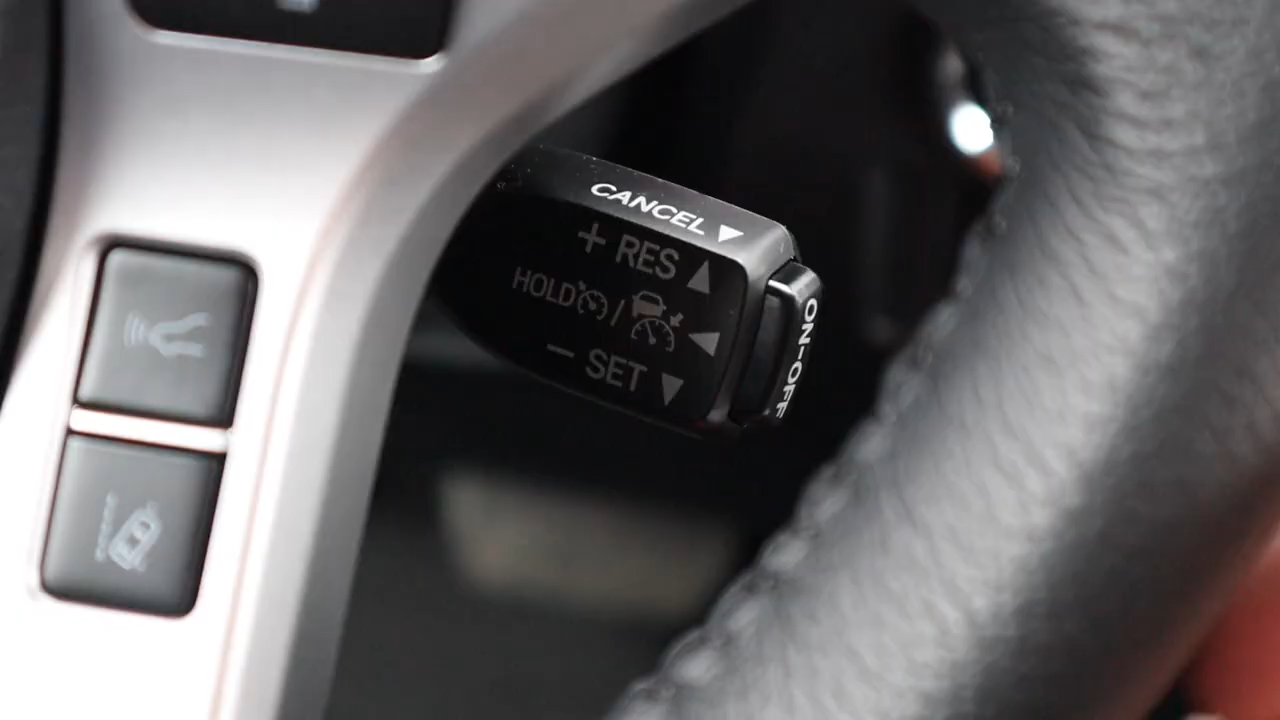 CANCEL ▼
+ RES ▲
HOLD / ◀
− SET ▼
ON-OFF